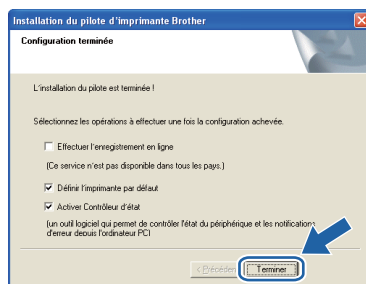 Installation du pilote d'imprimante Brother
Configuration terminée
L'installation du pilote est terminée !
Sélectionnez les opérations à effectuer une fois la configuration achevée.
Effectuer l'enregistrement en ligne
(Ce service n'est pas disponible dans tous les pays.)
Définir l'imprimante par défaut
Activer Contrôleur d'état
(un outil logiciel qui permet de contrôler l'état du périphérique et les notifications
d'erreur depuis l'ordinateur PC)
< Précéden Terminer